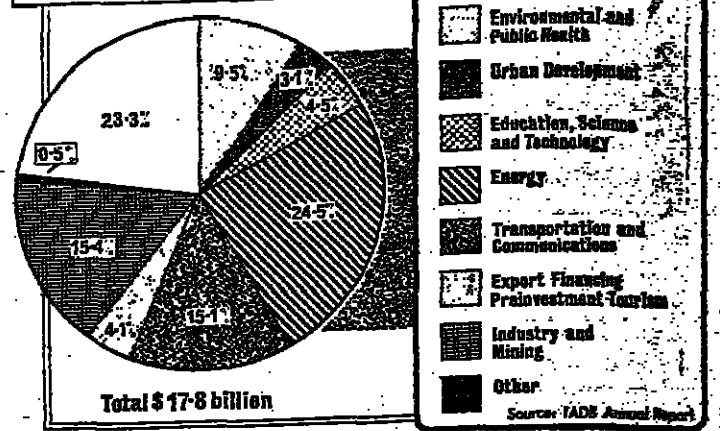 9·5%
3·1%
4·5%
23·3%
0·5%
24·5%
15·4%
15·1%
4·1%
Total $ 17·8 billion
Environmental and
Public Health
Urban Development
Education, Science
and Technology
Energy
Transportation and
Communications
Export Financing
Preinvestment Tourism
Industry and
Mining
Other
Source: IADB Annual Report